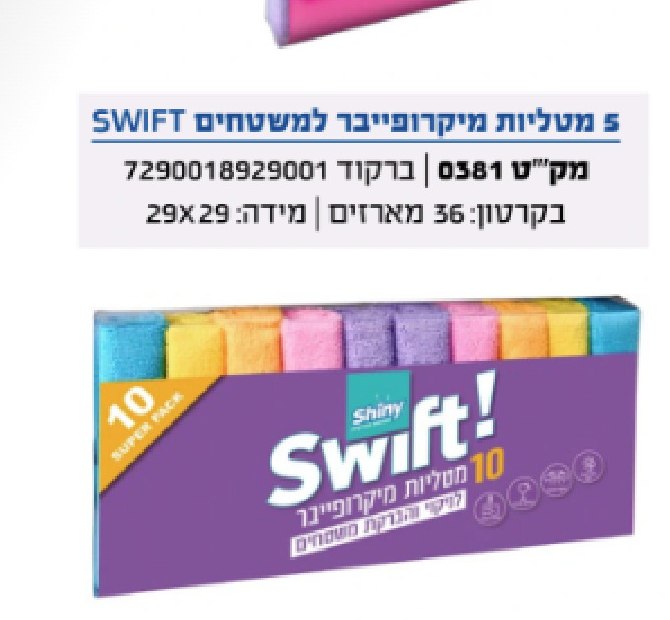 5 מטליות מיקרופייבר למשטחים SWIFT
מק"ט 0381 | ברקוד 7290018929001
בקרטון: 36 מארזים | מידה: 29x29
10
SUPER PACK
Shiny
Swift!
10 מטליות מיקרופייבר
לניקוי והברקת משטחים